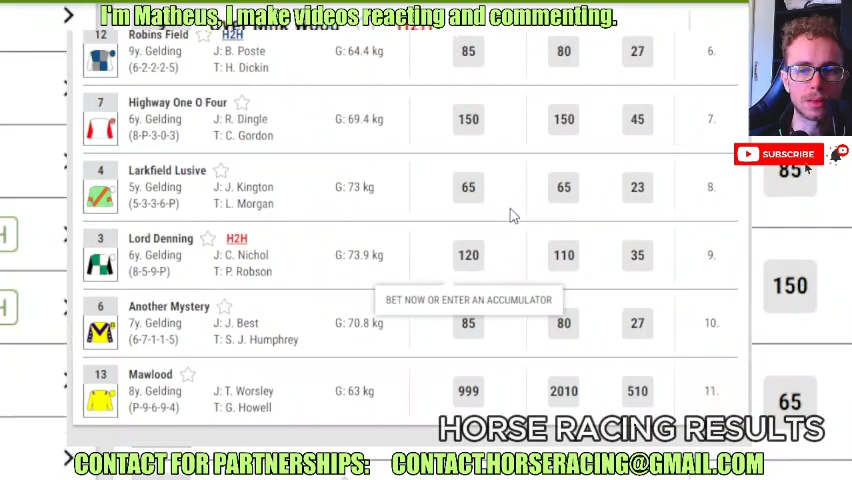 I'm Matheus, I make videos reacting and commenting.
H2H
12 Robins Field H2H
9y. Gelding J: B. Poste G: 64.4 kg 85 80 27 6.
(6-2-2-2-5) T: H. Dickin
7 Highway One O Four
6y. Gelding J: R. Dingle G: 69.4 kg 150 150 45 7.
(8-P-3-0-3) T: C. Gordon
SUBSCRIBE
4 Larkfield Lusive 85
5y. Gelding J: J. Kington G: 73 kg 65 65 23 8.
(5-3-3-6-P) T: L. Morgan
3 Lord Denning H2H
6y. Gelding J: C. Nichol G: 73.9 kg 120 110 35 9.
(8-5-9-P) T: P. Robson
150
BET NOW OR ENTER AN ACCUMULATOR
6 Another Mystery
7y. Gelding J: J. Best G: 70.8 kg 85 80 27 10.
(6-7-1-1-5) T: S. J. Humphrey
13 Mawlood
8y. Gelding J: T. Worsley G: 63 kg 999 2010 510 11.
(P-9-6-9-4) T: G. Howell
65
HORSE RACING RESULTS
CONTACT FOR PARTNERSHIPS: CONTACT.HORSERACING@GMAIL.COM